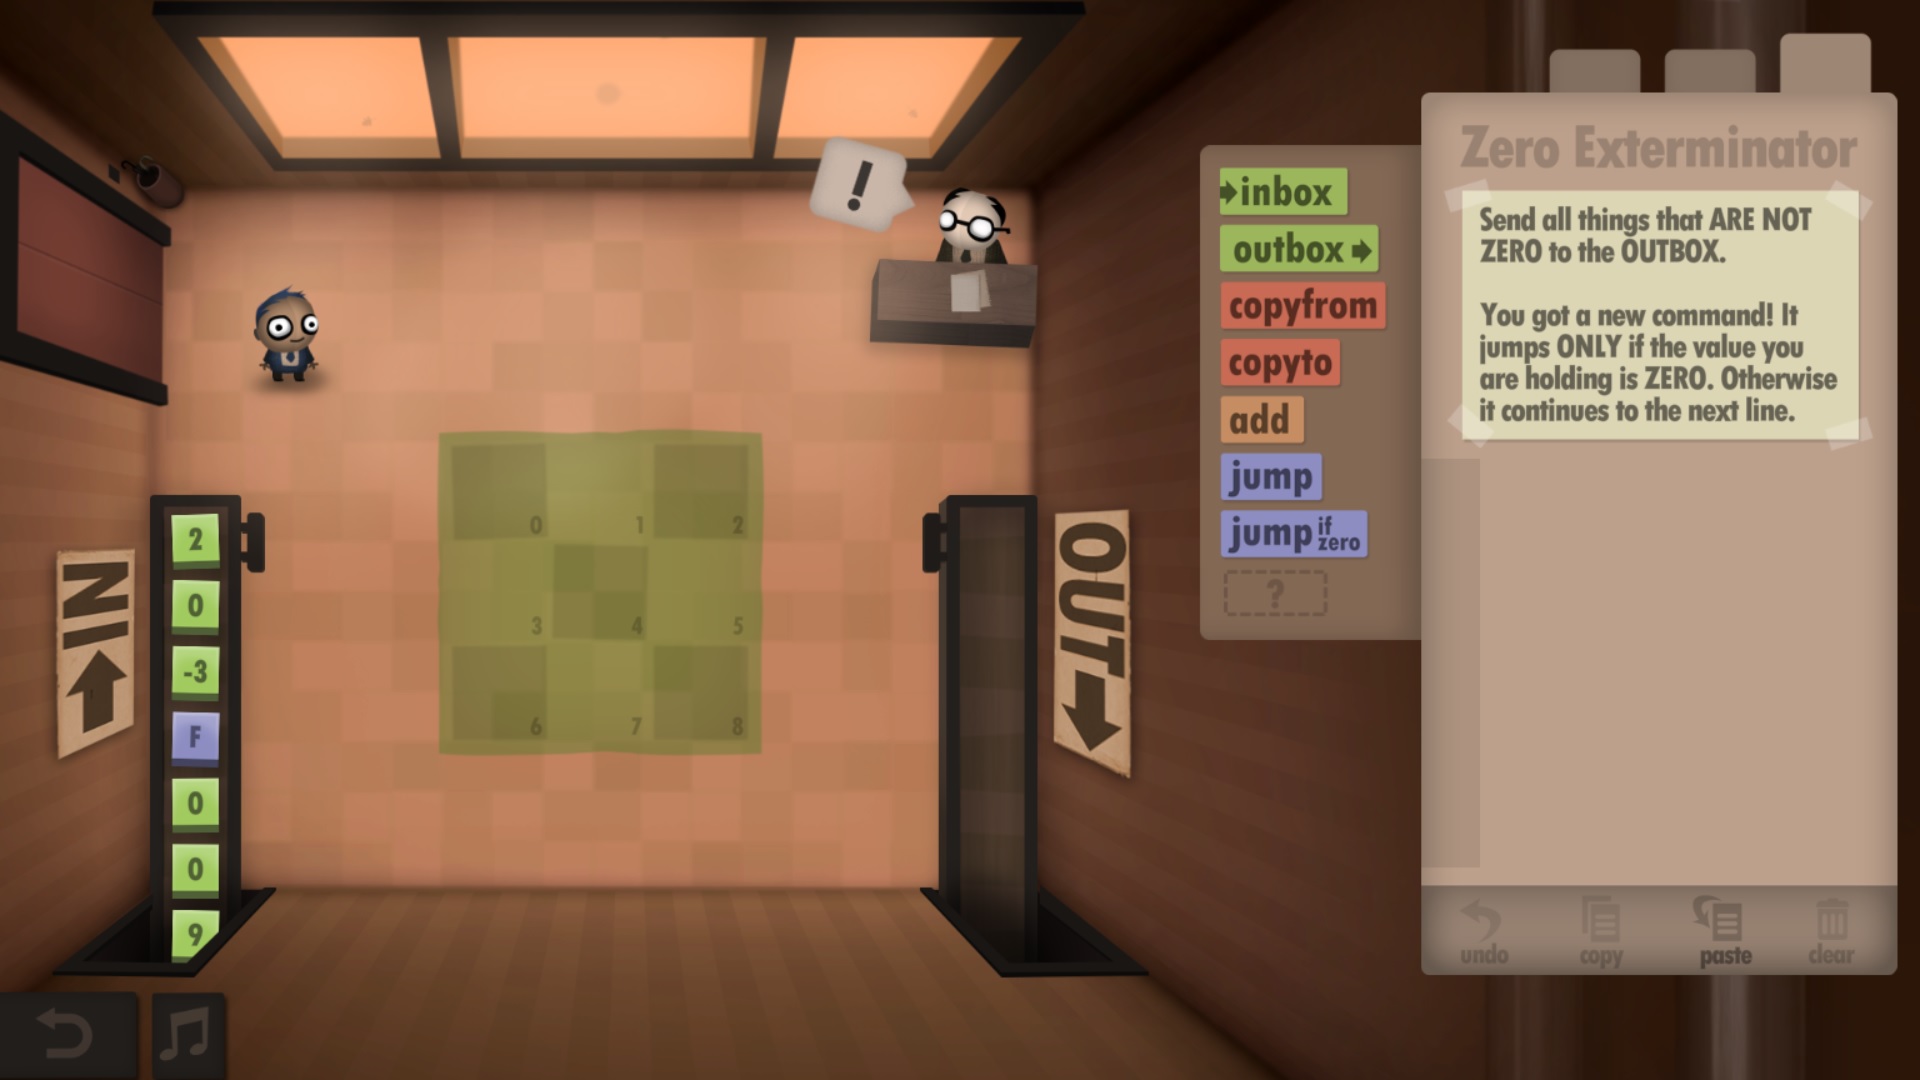 Zero Exterminator
Send all things that ARE NOT
ZERO to the OUTBOX.
You got a new command! It
jumps ONLY if the value you
are holding is ZERO. Otherwise
it continues to the next line.
inbox
outbox
copyfrom
copyto
add
jump
jump if zero
?
!
IN
2
0
-3
F
0
0
9
0
1
2
3
4
5
6
7
8
OUT
undo
copy
paste
clear